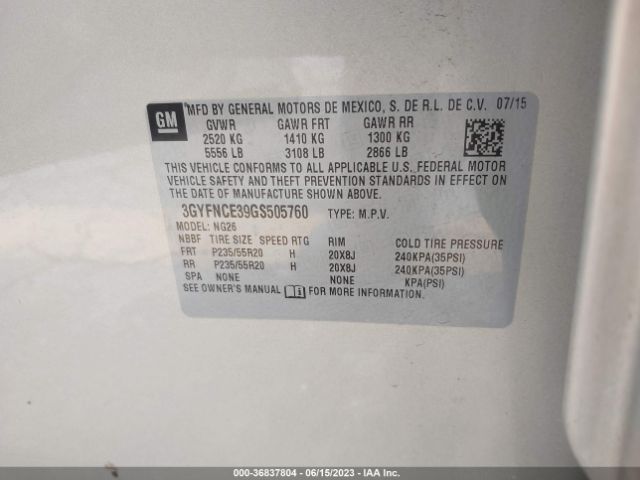 GM
MFD BY GENERAL MOTORS DE MEXICO, S. DE R.L. DE C.V. 07/15
GVWR GAWR FRT GAWR RR
2520 KG 1410 KG 1300 KG
5556 LB 3108 LB 2866 LB
THIS VEHICLE CONFORMS TO ALL APPLICABLE U.S. FEDERAL MOTOR
VEHICLE SAFETY AND THEFT PREVENTION STANDARDS IN EFFECT ON
THE DATE OF MANUFACTURE SHOWN ABOVE.
3GYFNCE39GS505760 TYPE: M.P.V.
MODEL: NG26
NBBF TIRE SIZE SPEED RTG RIM COLD TIRE PRESSURE
FRT P235/55R20 H 20X8J 240KPA(35PSI)
RR P235/55R20 H 20X8J 240KPA(35PSI)
SPA NONE NONE KPA(PSI)
SEE OWNER'S MANUAL FOR MORE INFORMATION.
000-36837804 - 06/15/2023 - IAAI.COM